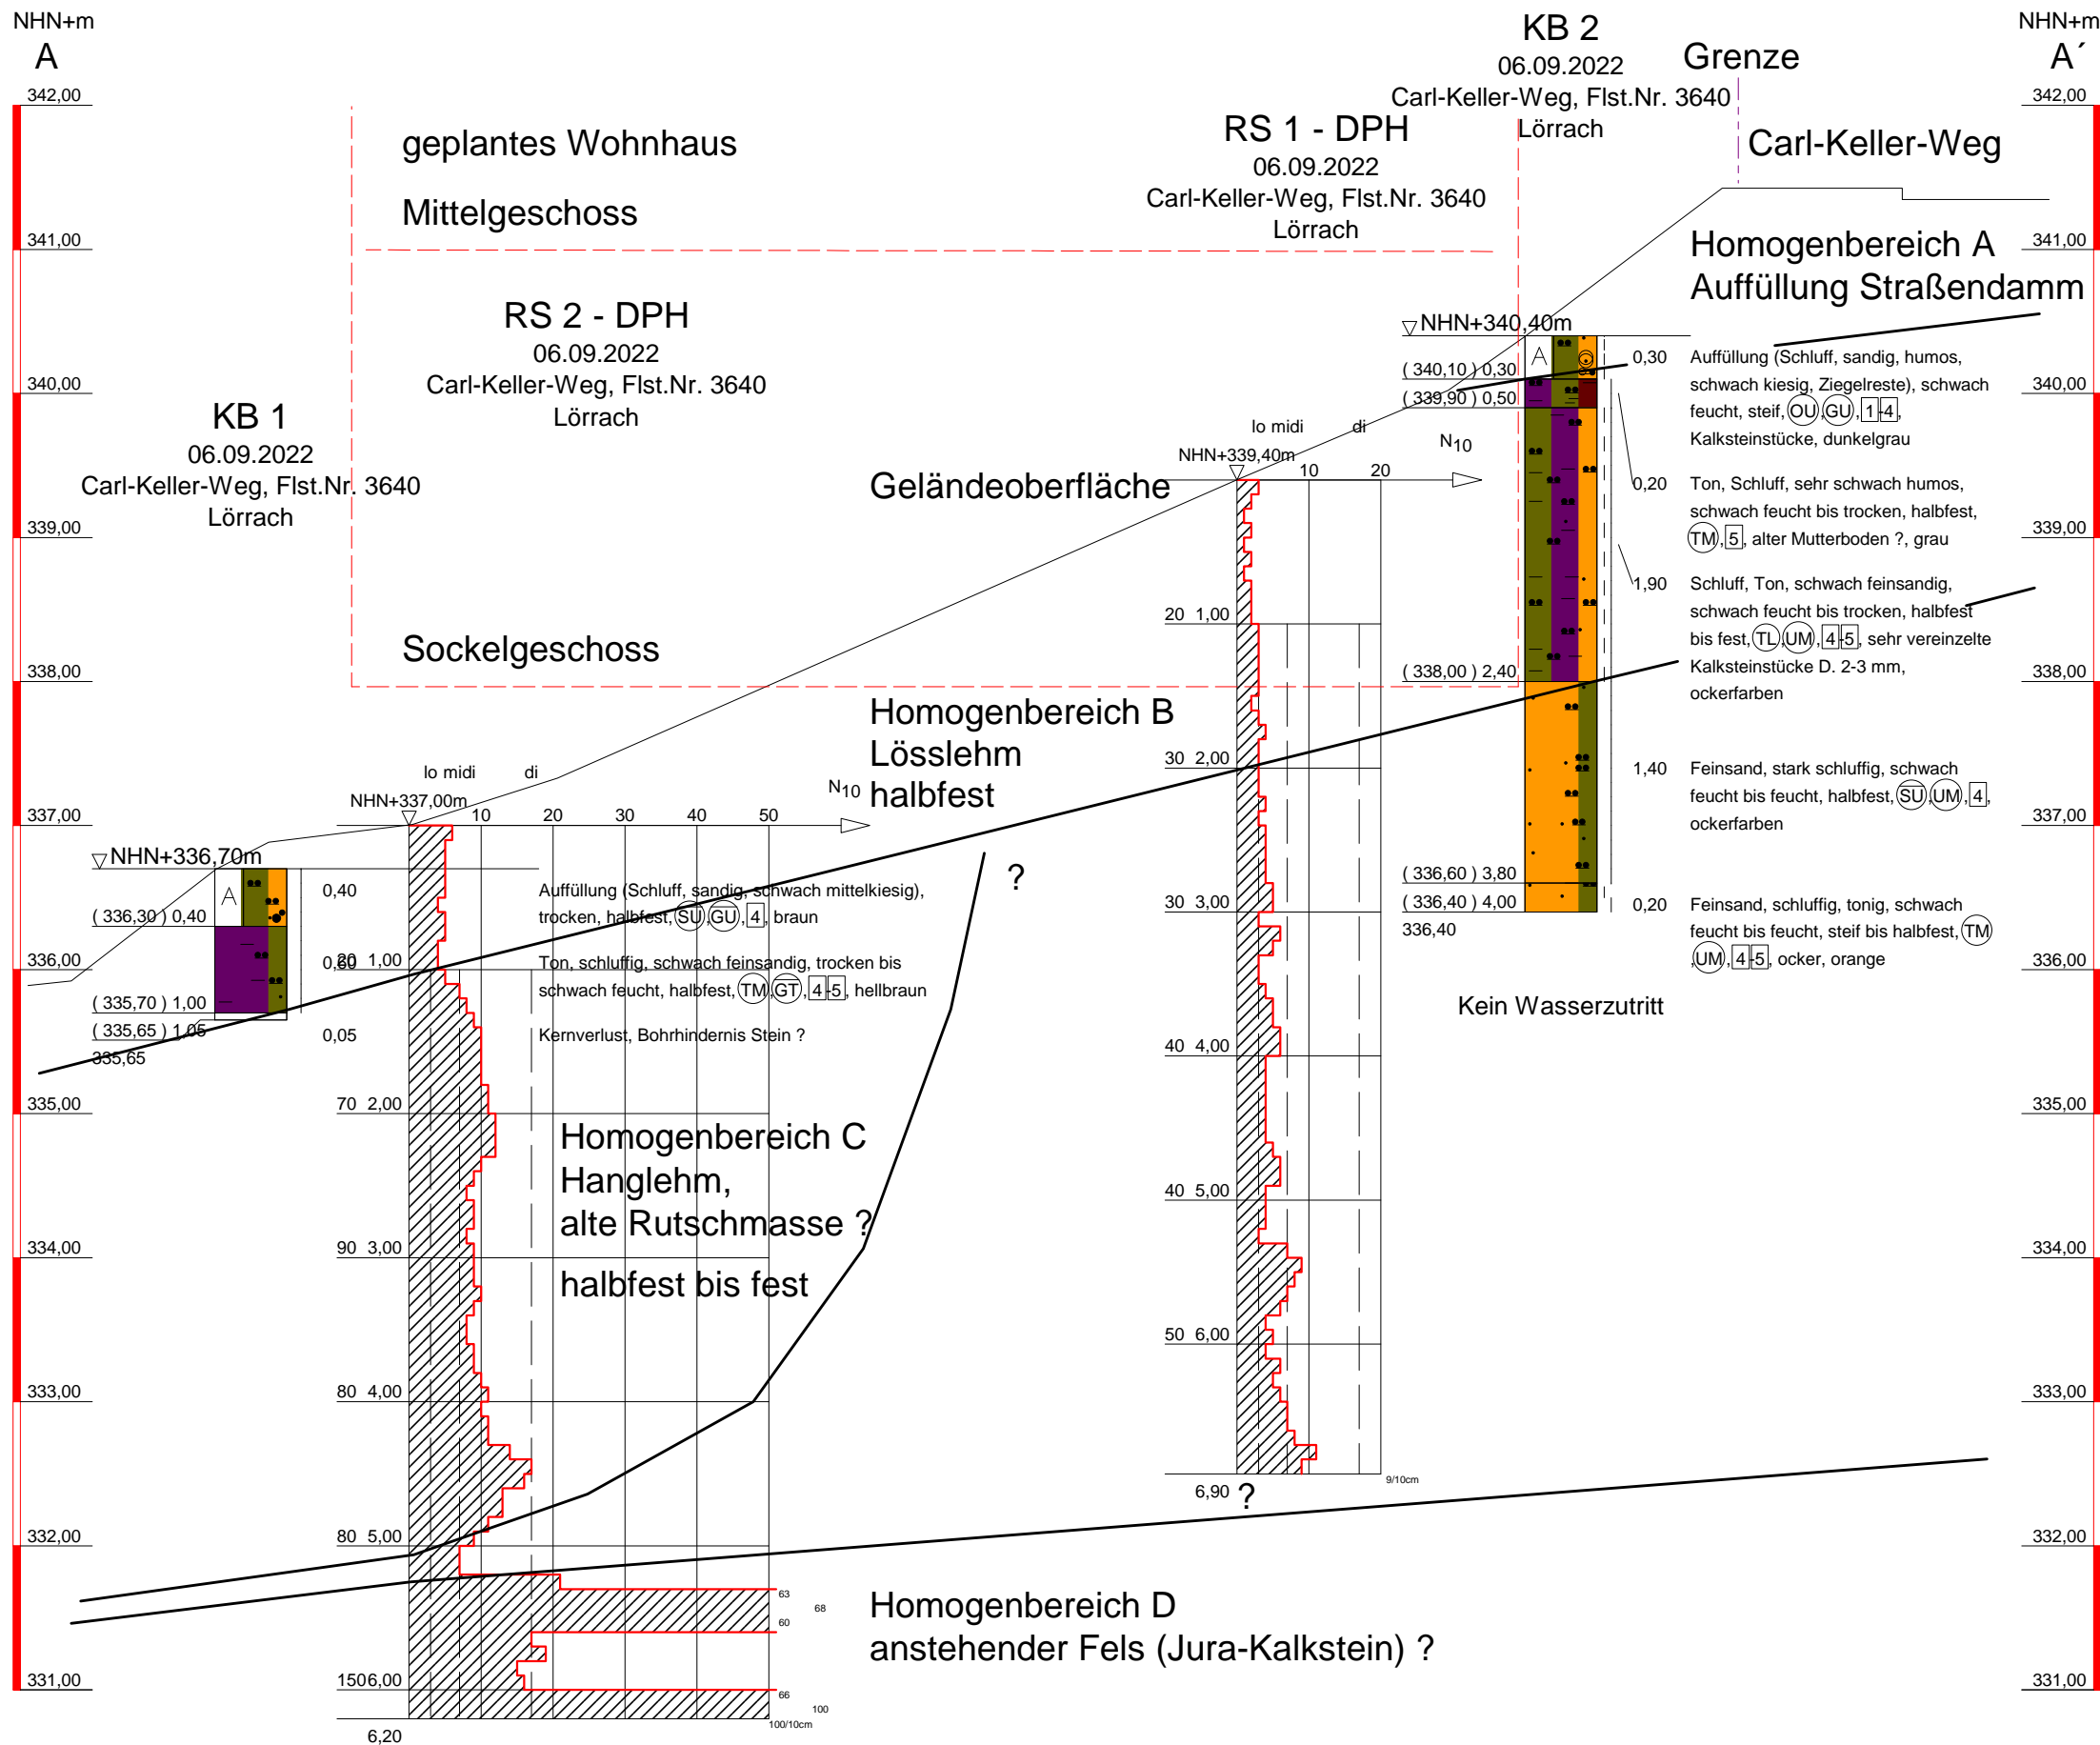 NHN+m
A
342,00
341,00
340,00
339,00
338,00
337,00
336,00
335,00
334,00
333,00
332,00
331,00
geplantes Wohnhaus
Mittelgeschoss
Sockelgeschoss
KB 1
06.09.2022
Carl-Keller-Weg, Flst.Nr. 3640
Lörrach
NHN+336,70m
A
(336,30) 0,40
(335,70) 1,00
(335,65) 1,05
335,65
0,40
Auffüllung (Schluff, sandig, schwach mittelkiesig),
trocken, halbfest, SU, GU, 4, braun
0,60
Ton, schluffig, schwach feinsandig, trocken bis
schwach feucht, halbfest, TM, GT, 4-5, hellbraun
0,05
Kernverlust, Bohrhindernis Stein ?
RS 2 - DPH
06.09.2022
Carl-Keller-Weg, Flst.Nr. 3640
Lörrach
lo midi di
NHN+337,00m
10 20 30 40 50
N10
20 1,00
70 2,00
90 3,00
80 4,00
80 5,00
150 6,00
6,20
63
68
60
66
100
100/10cm
Geländeoberfläche
Homogenbereich B
Lösslehm
halbfest
?
Homogenbereich C
Hanglehm,
alte Rutschmasse ?
halbfest bis fest
Homogenbereich D
anstehender Fels (Jura-Kalkstein) ?
RS 1 - DPH
06.09.2022
Carl-Keller-Weg, Flst.Nr. 3640
Lörrach
lo midi di
NHN+339,40m
10 20
N10
20 1,00
30 2,00
30 3,00
40 4,00
40 5,00
50 6,00
6,90 ?
9/10cm
KB 2
06.09.2022
Carl-Keller-Weg, Flst.Nr. 3640
Lörrach
Grenze
Carl-Keller-Weg
Homogenbereich A
Auffüllung Straßendamm
NHN+340,40m
A
(340,10) 0,30
(339,90) 0,50
(338,00) 2,40
(336,60) 3,80
(336,40) 4,00
336,40
0,30
Auffüllung (Schluff, sandig, humos,
schwach kiesig, Ziegelreste), schwach
feucht, steif, OU, GU, 1-4,
Kalksteinstücke, dunkelgrau
0,20
Ton, Schluff, sehr schwach humos,
schwach feucht bis trocken, halbfest,
TM, 5, alter Mutterboden ?, grau
1,90
Schluff, Ton, schwach feinsandig,
schwach feucht bis trocken, halbfest
bis fest, TL, UM, 4-5, sehr vereinzelte
Kalksteinstücke D. 2-3 mm,
ockerfarben
1,40
Feinsand, stark schluffig, schwach
feucht bis feucht, halbfest, SU, UM, 4,
ockerfarben
0,20
Feinsand, schluffig, tonig, schwach
feucht bis feucht, steif bis halbfest, TM
, UM, 4-5, ocker, orange
Kein Wasserzutritt
NHN+m
A´
342,00
341,00
340,00
339,00
338,00
337,00
336,00
335,00
334,00
333,00
332,00
331,00